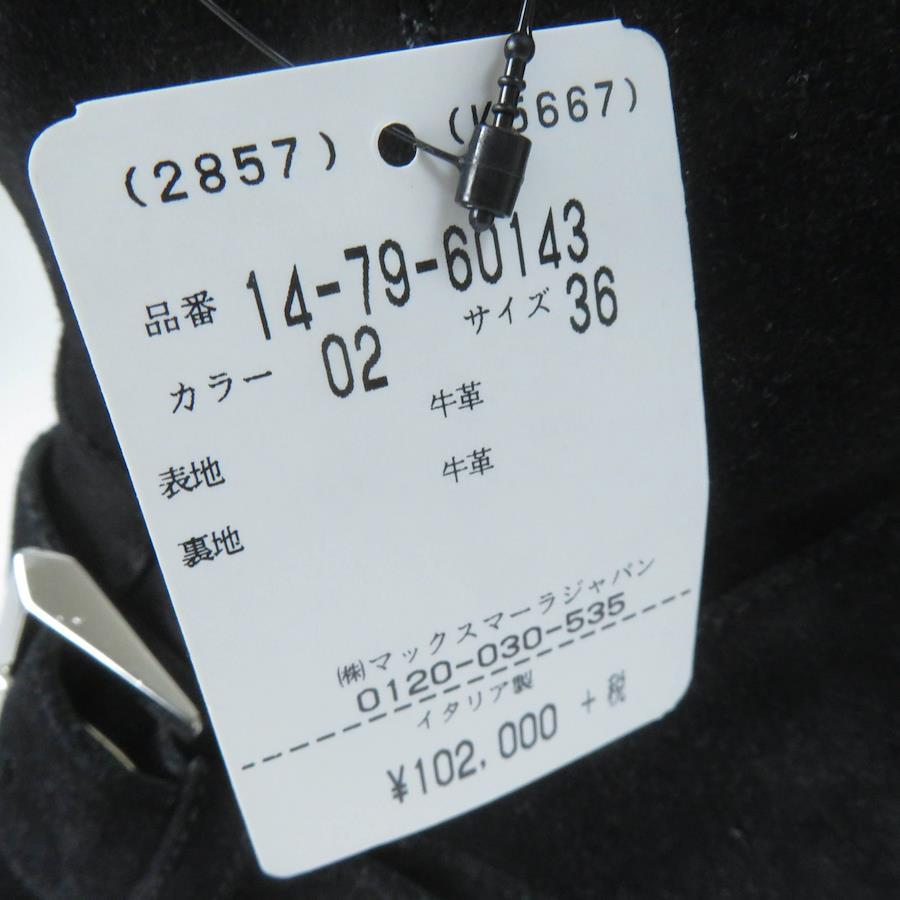 (2857) 5667)
品番 14-79-60143
カラー 02 サイズ 36
牛革
表地 牛革
裏地
㈱マックスマーラジャパン
0120-030-535
イタリア製
¥102,000 +税